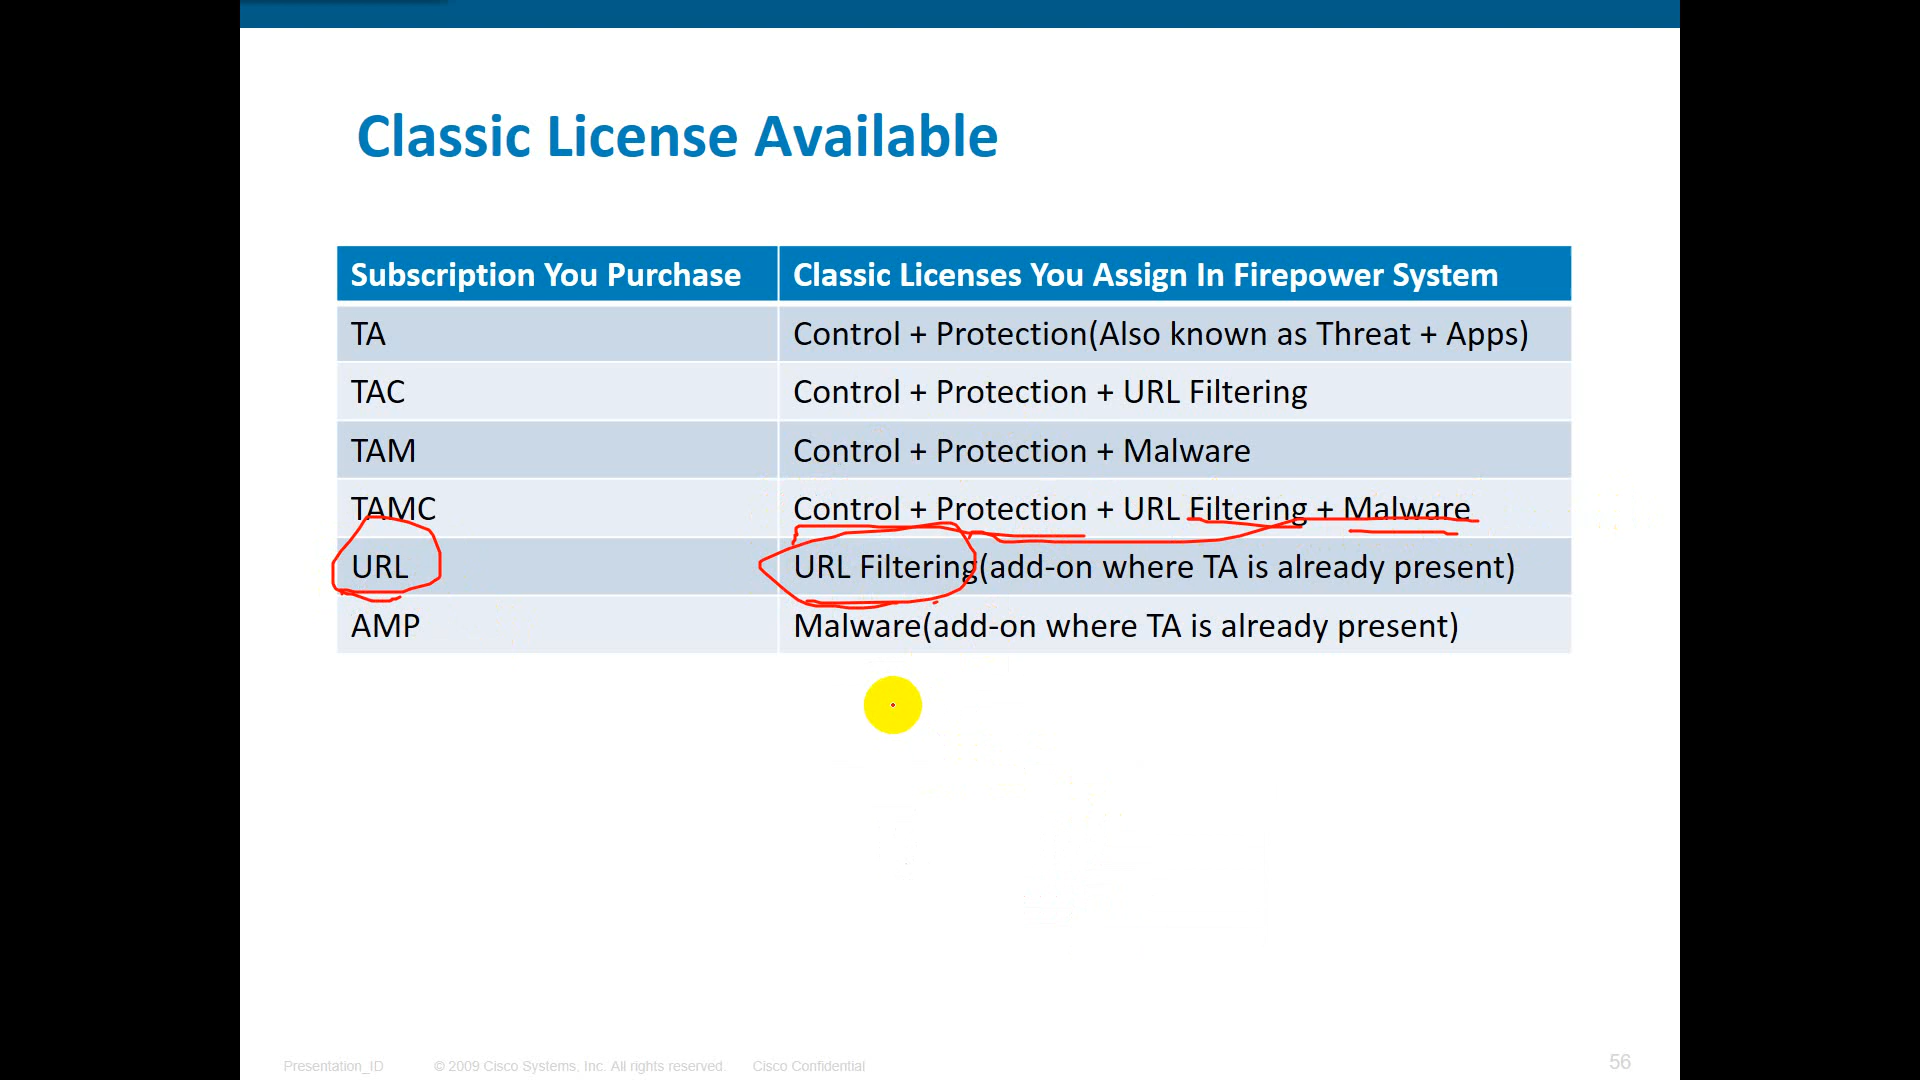 Classic License Available
Subscription You Purchase
Classic Licenses You Assign In Firepower System
TA
Control + Protection(Also known as Threat + Apps)
TAC
Control + Protection + URL Filtering
TAM
Control + Protection + Malware
TAMC
Control + Protection + URL Filtering + Malware
URL
URL Filtering(add-on where TA is already present)
AMP
Malware(add-on where TA is already present)
Presentation_ID
© 2009 Cisco Systems, Inc. All rights reserved.
Cisco Confidential
56